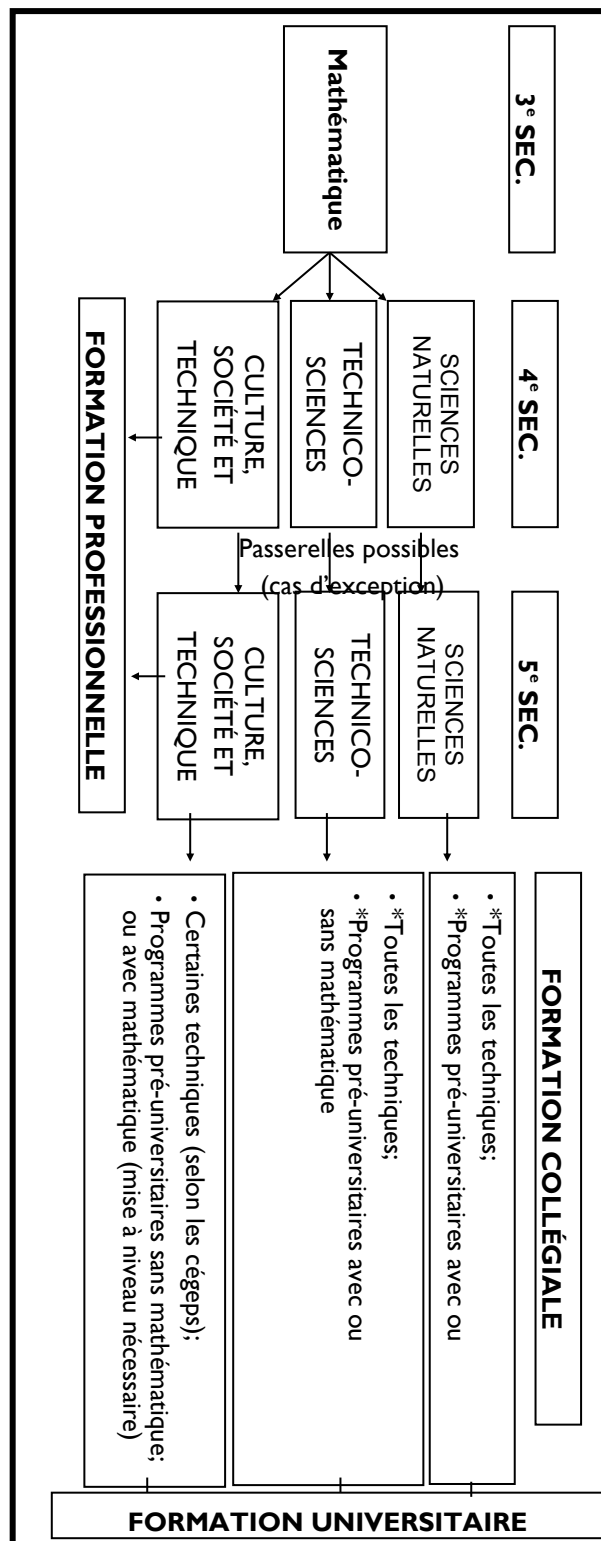 3e SEC.
4e SEC.
5e SEC.
FORMATION COLLÉGIALE
Mathématique
SCIENCES
NATURELLES
TECHNICO-
SCIENCES
CULTURE,
SOCIÉTÉ ET
TECHNIQUE
FORMATION PROFESSIONNELLE
Passerelles possibles
(cas d'exception)
SCIENCES
NATURELLES
TECHNICO-
SCIENCES
CULTURE,
SOCIÉTÉ ET
TECHNIQUE
• *Toutes les techniques;
• *Programmes pré-universitaires avec ou
• *Toutes les techniques;
• *Programmes pré-universitaires avec ou
sans mathématique
• Certaines techniques (selon les cégeps);
• Programmes pré-universitaires sans mathématique;
ou avec mathématique (mise à niveau nécessaire)
FORMATION UNIVERSITAIRE